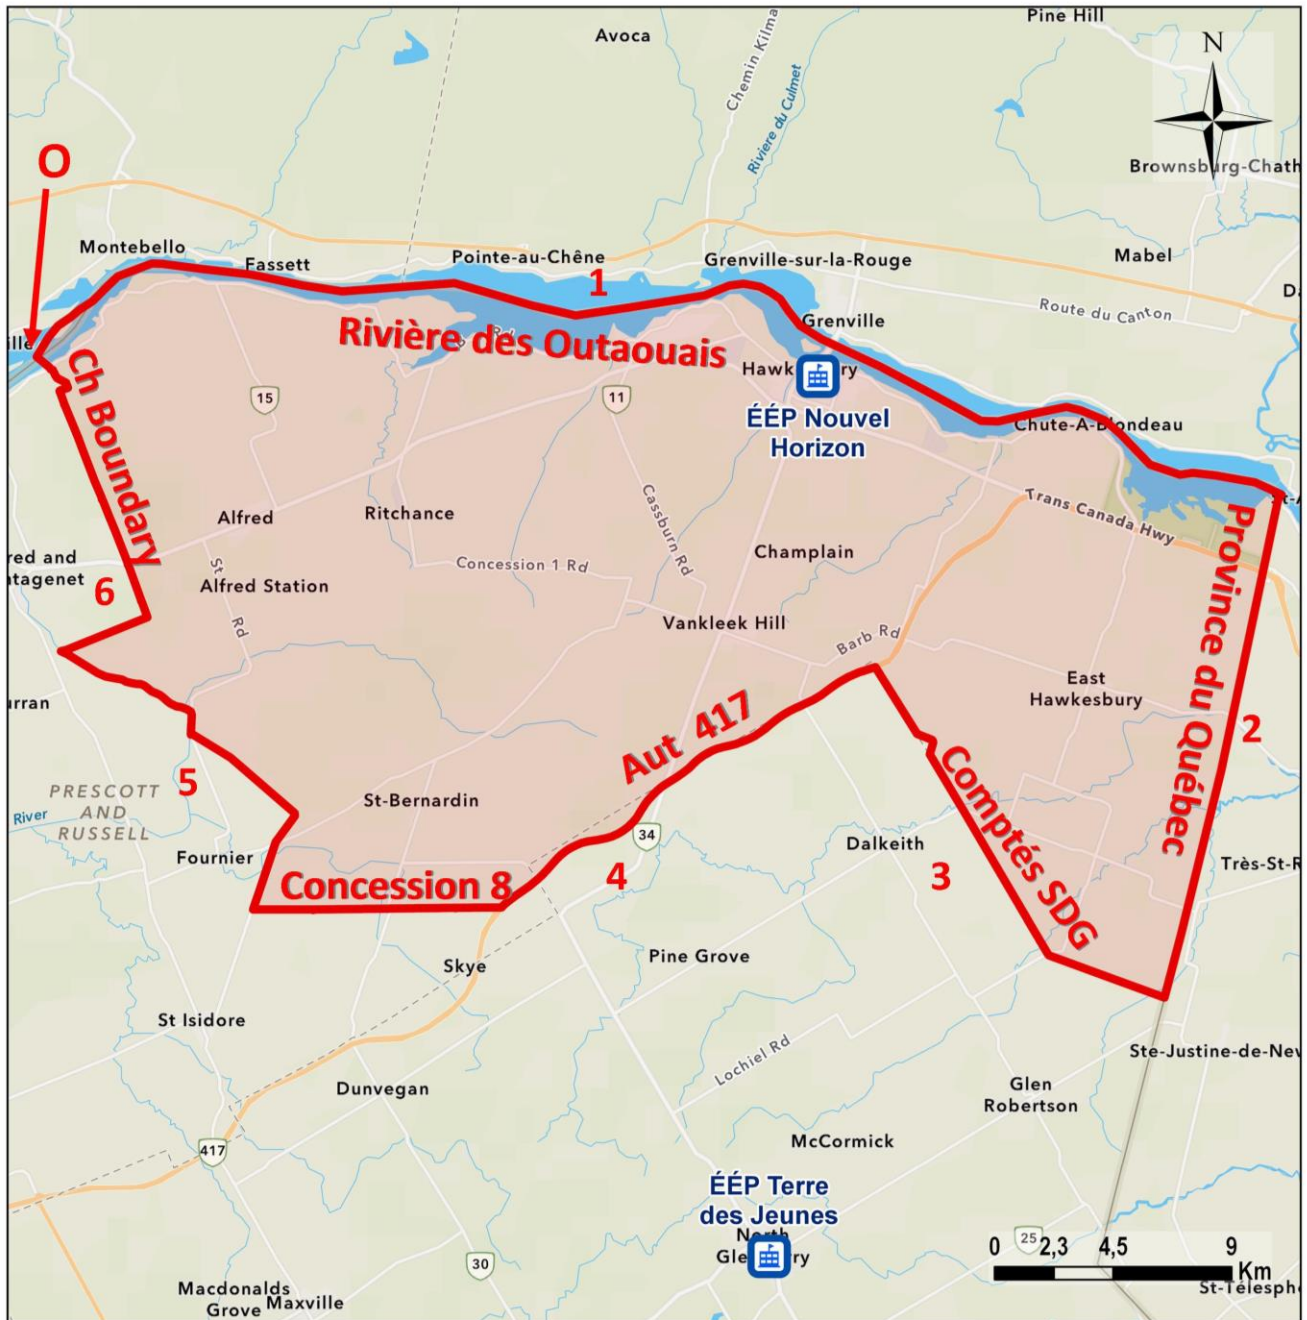 Pine Hill
Avoca
Chemin Kilma
Riviere du Culmet
N
Brownsburg-Chath
O
Montebello
Fassett
Pointe-au-Chêne
Grenville-sur-la-Rouge
Mabel
1
Route du Canton
Rivière des Outaouais
Grenville
ille
Ch Boundary
15
11
Hawk ry
ÉÉP Nouvel
Horizon
Chute-A-Blondeau
Trans Canada Hwy
Cassburn Rd
Alfred
Ritchance
Champlain
red and
ntagenet
6
Alfred Station
St
Rd
Concession 1 Rd
Vankleek Hill
Barb Rd
Province du Québec
2
East
Hawkesbury
urran
Aut 417
5
PRESCOTT
AND
RUSSELL
River
St-Bernardin
Comptés SDG
34
Fournier
Dalkeith
Très-St-R
Concession 8
4
3
Skye
Pine Grove
St Isidore
Lochiel Rd
Ste-Justine-de-New
Dunvegan
Glen
Robertson
417
McCormick
ÉÉP Terre
des Jeunes
North
Gle ry
30
25
0 2,3 4,5 9
Km
Macdonalds
Grove
Maxville
St-Télesph